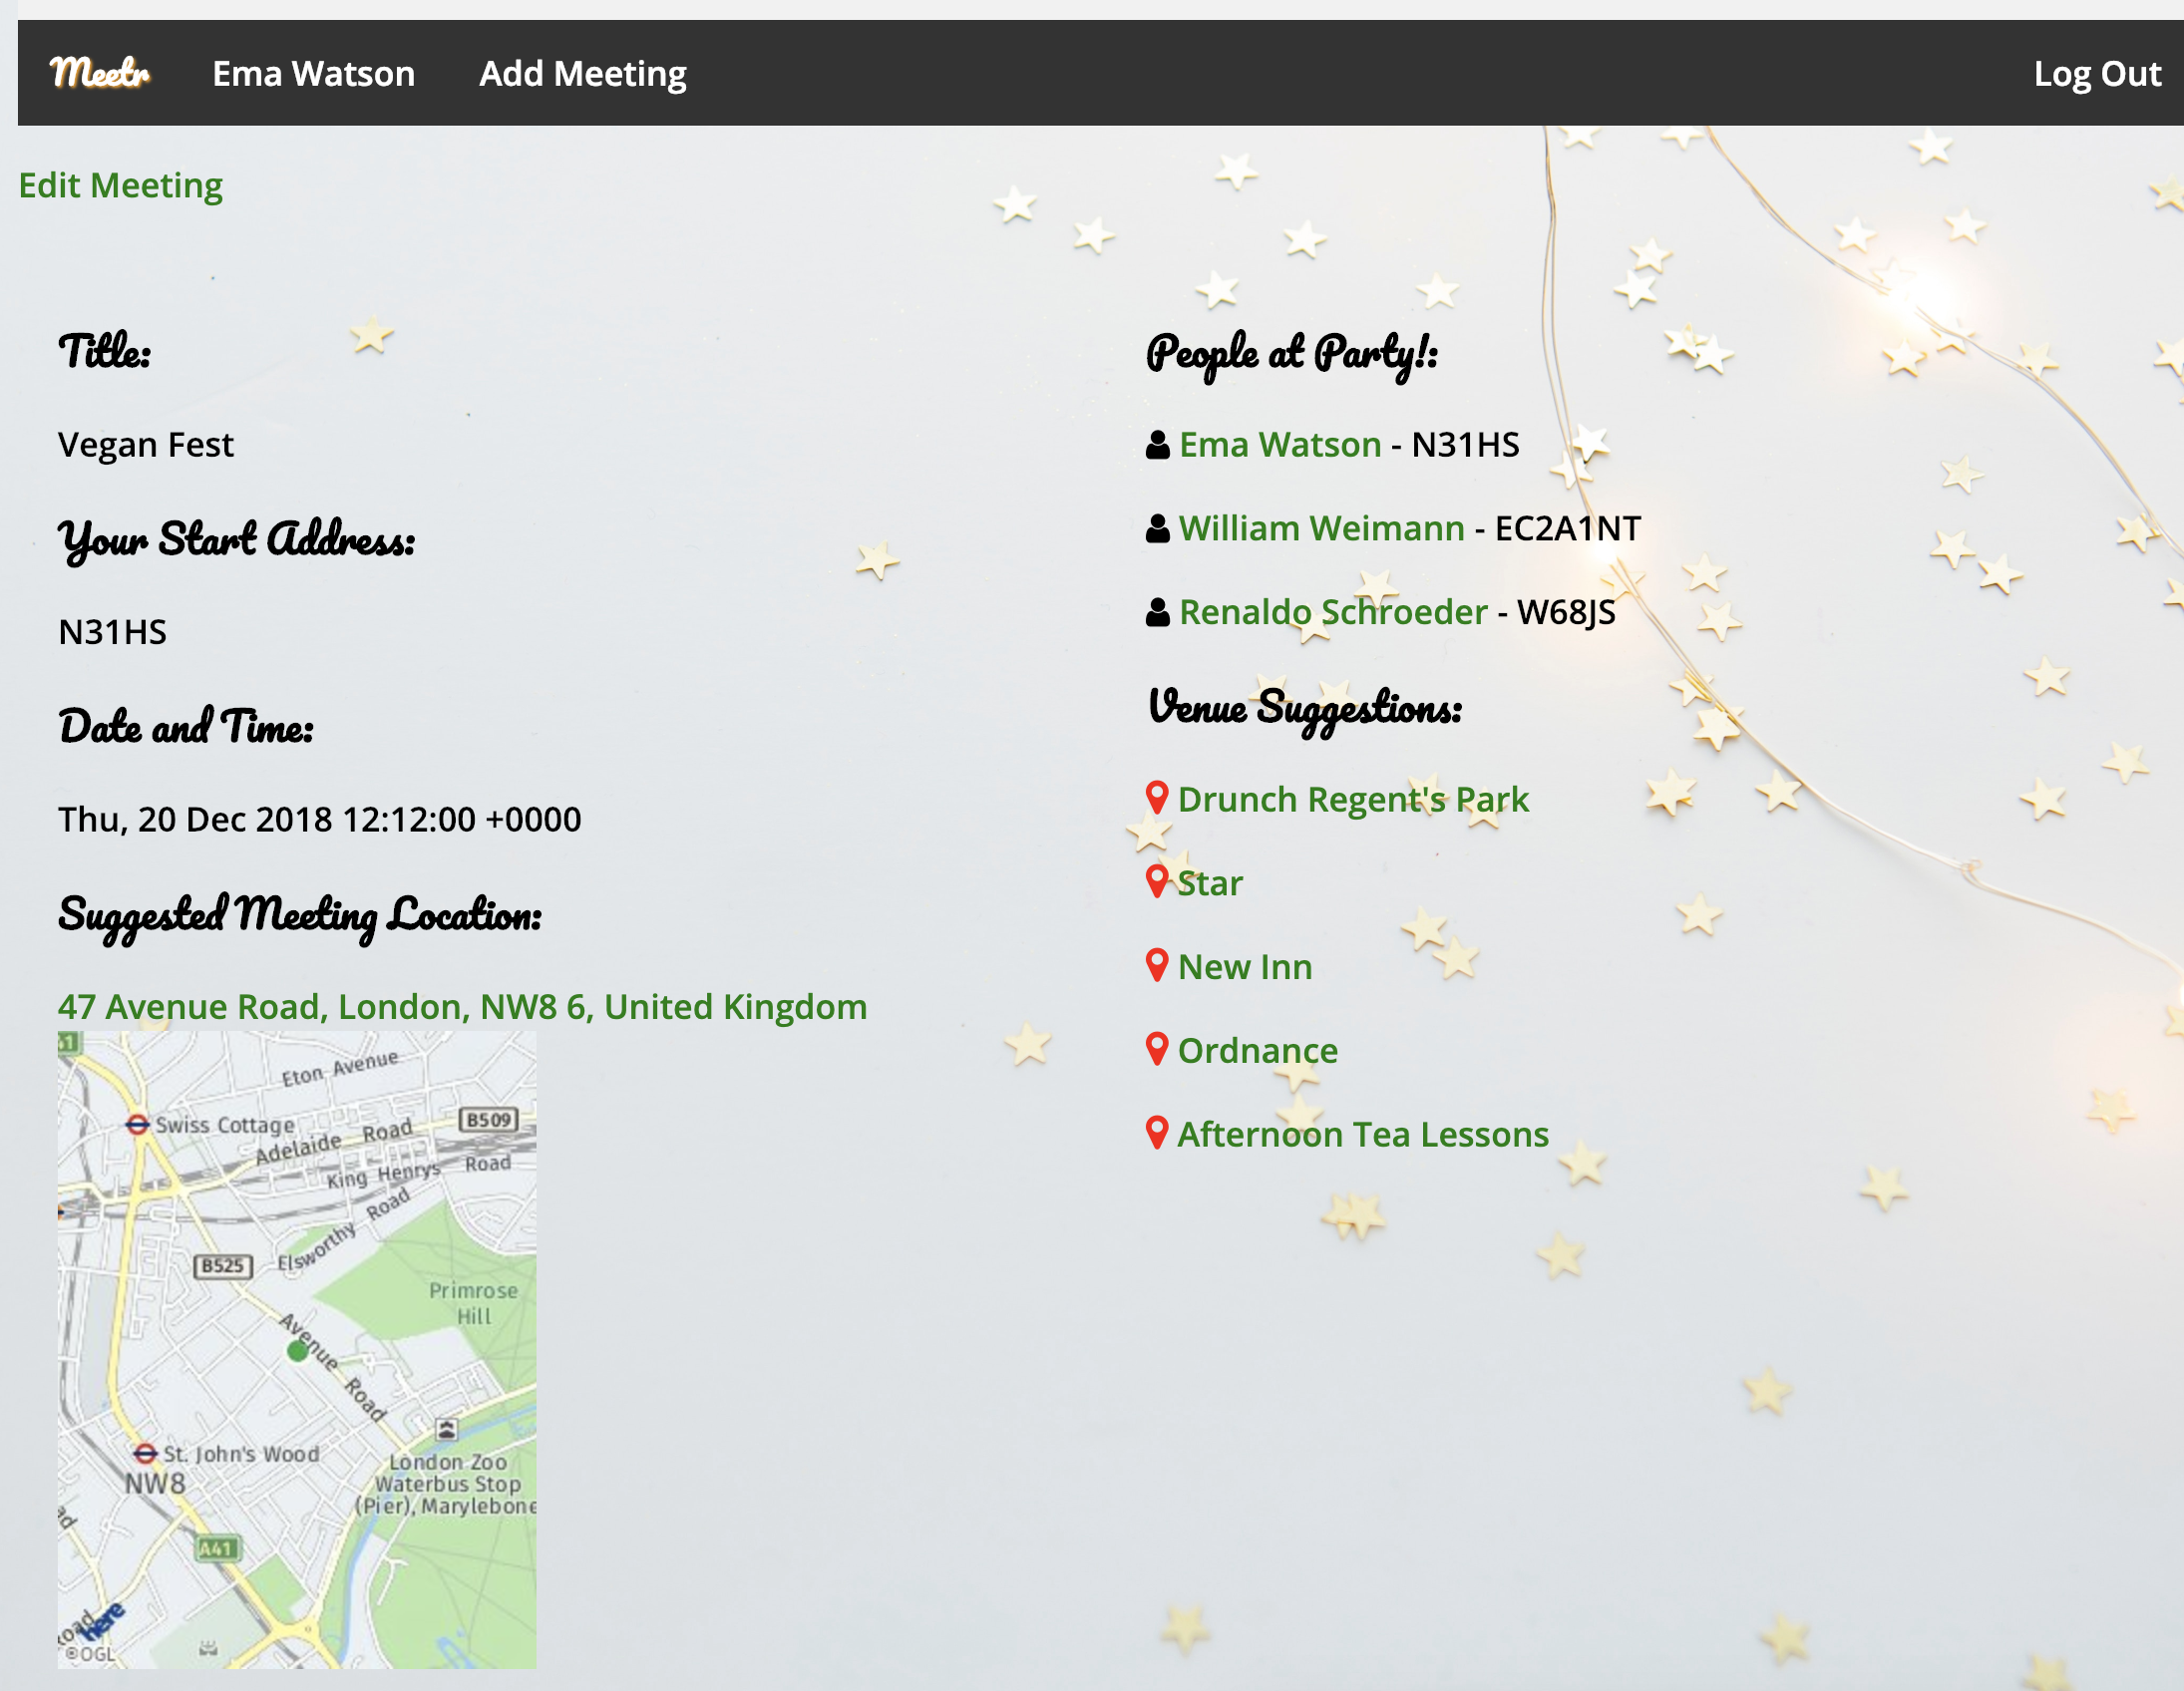 Meetr Ema Watson Add Meeting Log Out
Edit Meeting
Title:
Vegan Fest
Your Start Address:
N31HS
Date and Time:
Thu, 20 Dec 2018 12:12:00 +0000
Suggested Meeting Location:
47 Avenue Road, London, NW8 6, United Kingdom
41
Eton Avenue
Swiss Cottage
B509
Adelaide Road
King Henrys Road
Elsworthy Road
B525
Primrose
Hill
Avenue Road
St. John's Wood
NW8
London Zoo
Waterbus Stop
(Pier), Marylebone
A41
here
©OGL
People at Party!:
Ema Watson - N31HS
William Weimann - EC2A1NT
Renaldo Schroeder - W68JS
Venue Suggestions:
Drunch Regent's Park
Star
New Inn
Ordnance
Afternoon Tea Lessons